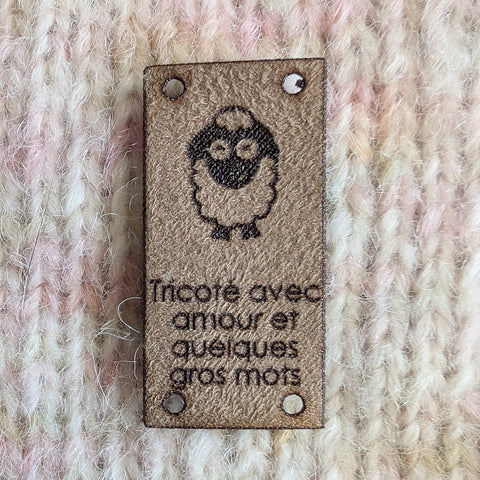 Tricoté avec
amour et
quelques
gros mots